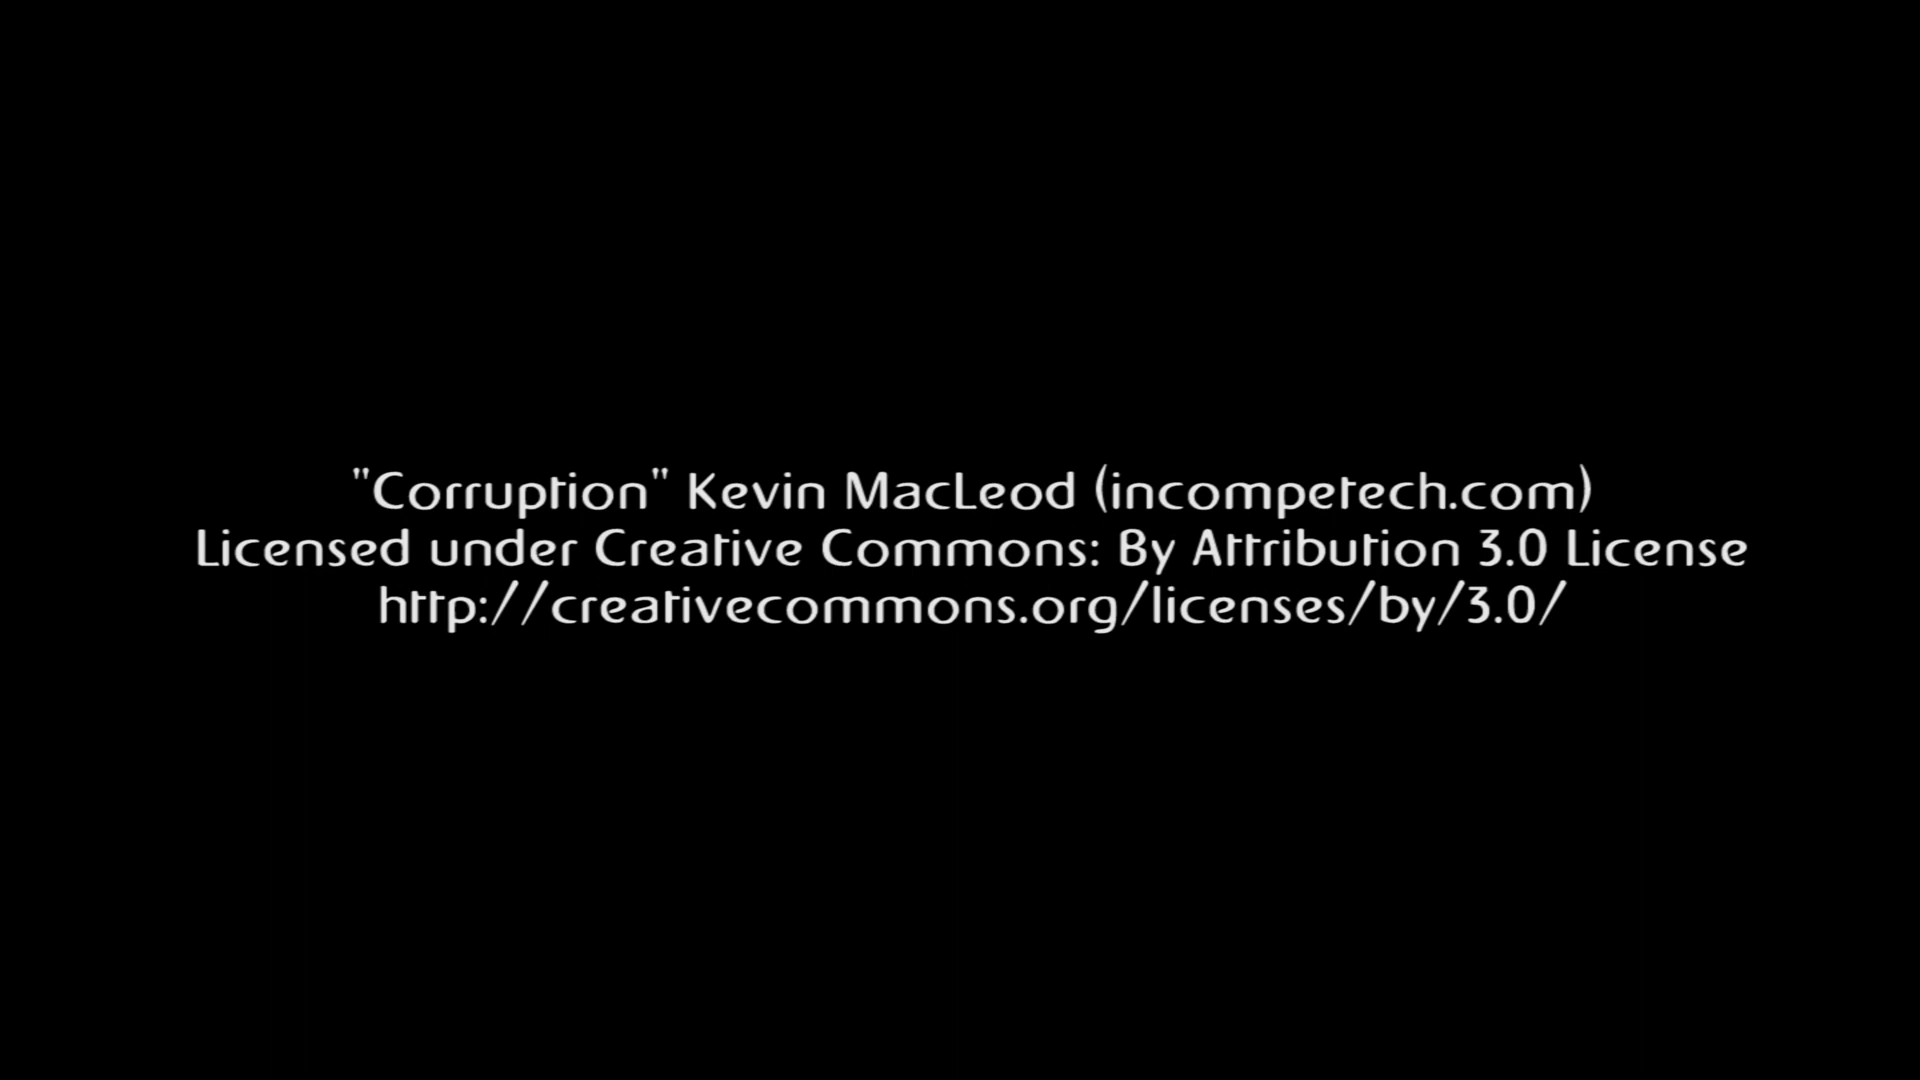 "Corruption" Kevin MacLeod (incompetech.com)
Licensed under Creative Commons: By Attribution 3.0 License
http://creativecommons.org/licenses/by/3.0/